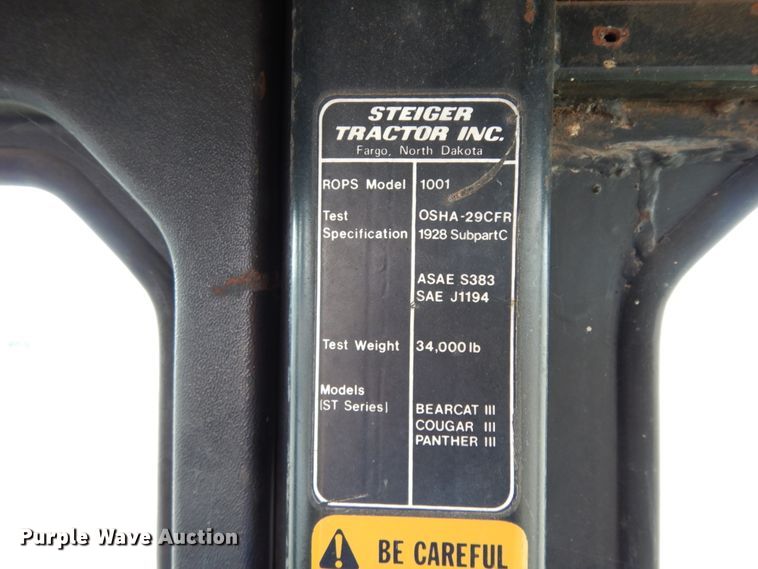 STEIGER
TRACTOR INC.
Fargo, North Dakota
ROPS Model 1001
Test OSHA-29CFR
Specification 1928 SubpartC
ASAE S383
SAE J1194
Test Weight 34,000 lb
Models
(ST Series) BEARCAT III
COUGAR III
PANTHER III
BE CAREFUL
Purple Wave Auction